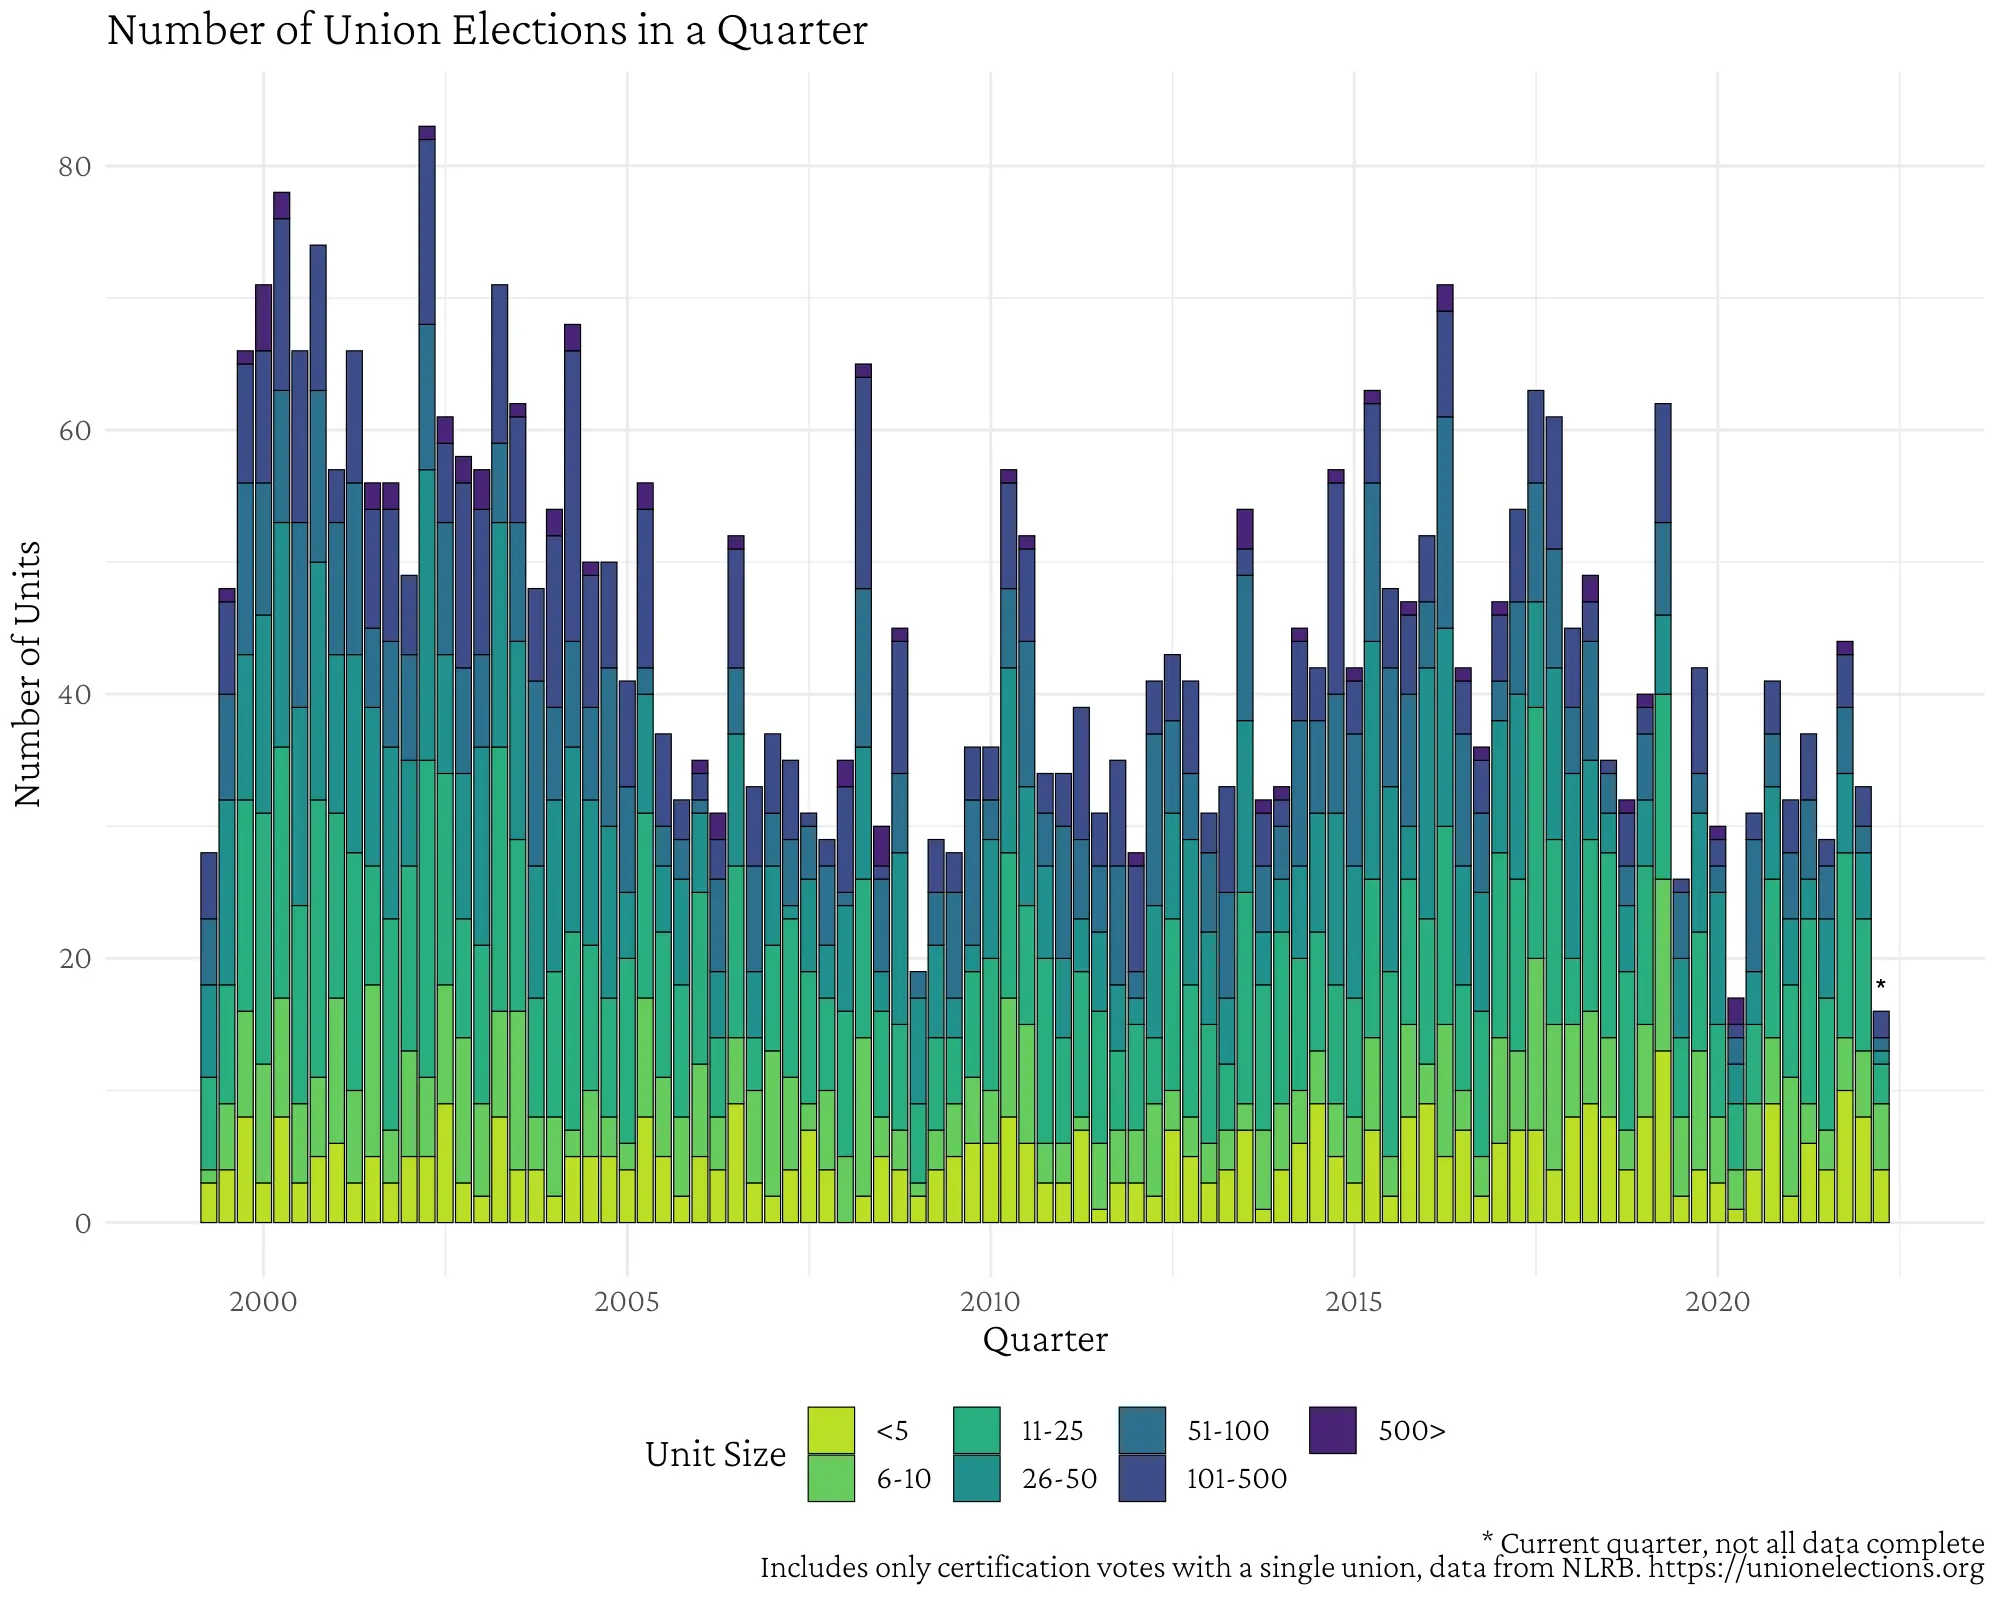 Number of Union Elections in a Quarter
Number of Units
80
60
40
20
0
*
2000 2005 2010 2015 2020
Quarter
Unit Size
<5 11-25 51-100 500>
6-10 26-50 101-500
* Current quarter, not all data complete
Includes only certification votes with a single union, data from NLRB. https://unionelections.org